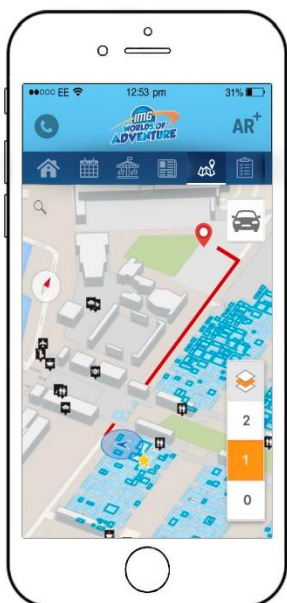 EE 12:53 pm 31%
IMG
WORLDS OF
ADVENTURE
AR+
2
1
0